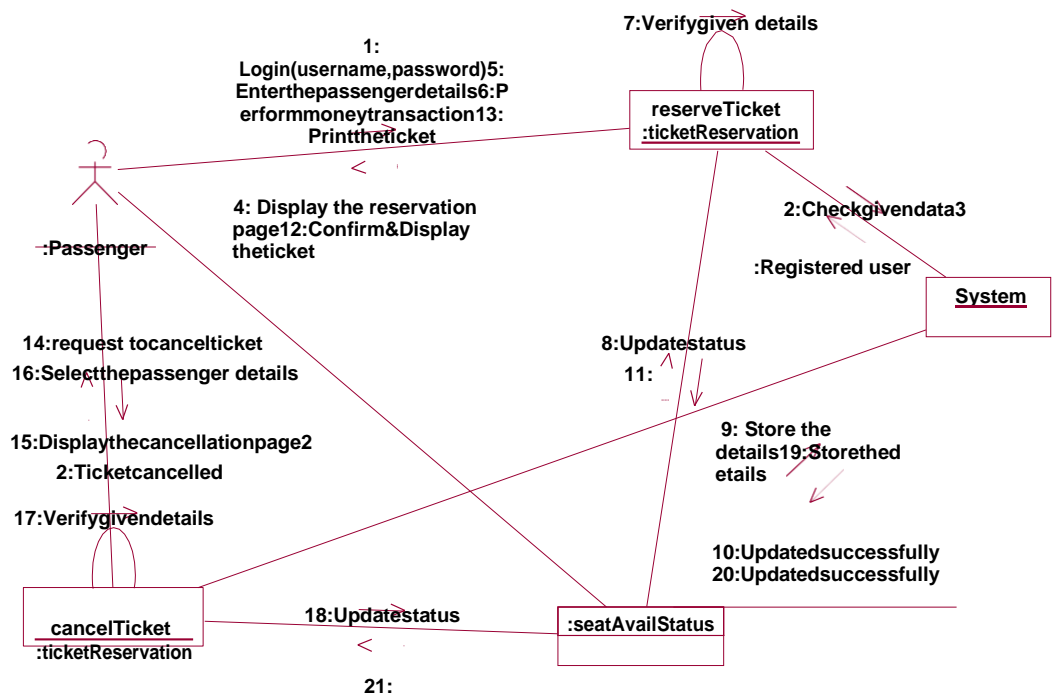 7:Verifygiven details
1:
Login(username,password)5:
Enterthepassengerdetails6:P
erformmoneytransaction13:
Printtheticket
reserveTicket
:ticketReservation
4: Display the reservation
page12:Confirm&Display
theticket
2:Checkgivendata3
:Passenger
:Registered user
System
14:request tocancelticket
16:Selectthepassenger details
8:Updatestatus
11:
15:Displaythecancellationpage2
2:Ticketcancelled
9: Store the
details19:Storethed
etails
17:Verifygivendetails
10:Updatedsuccessfully
20:Updatedsuccessfully
18:Updatestatus
:seatAvailStatus
cancelTicket
:ticketReservation
21: